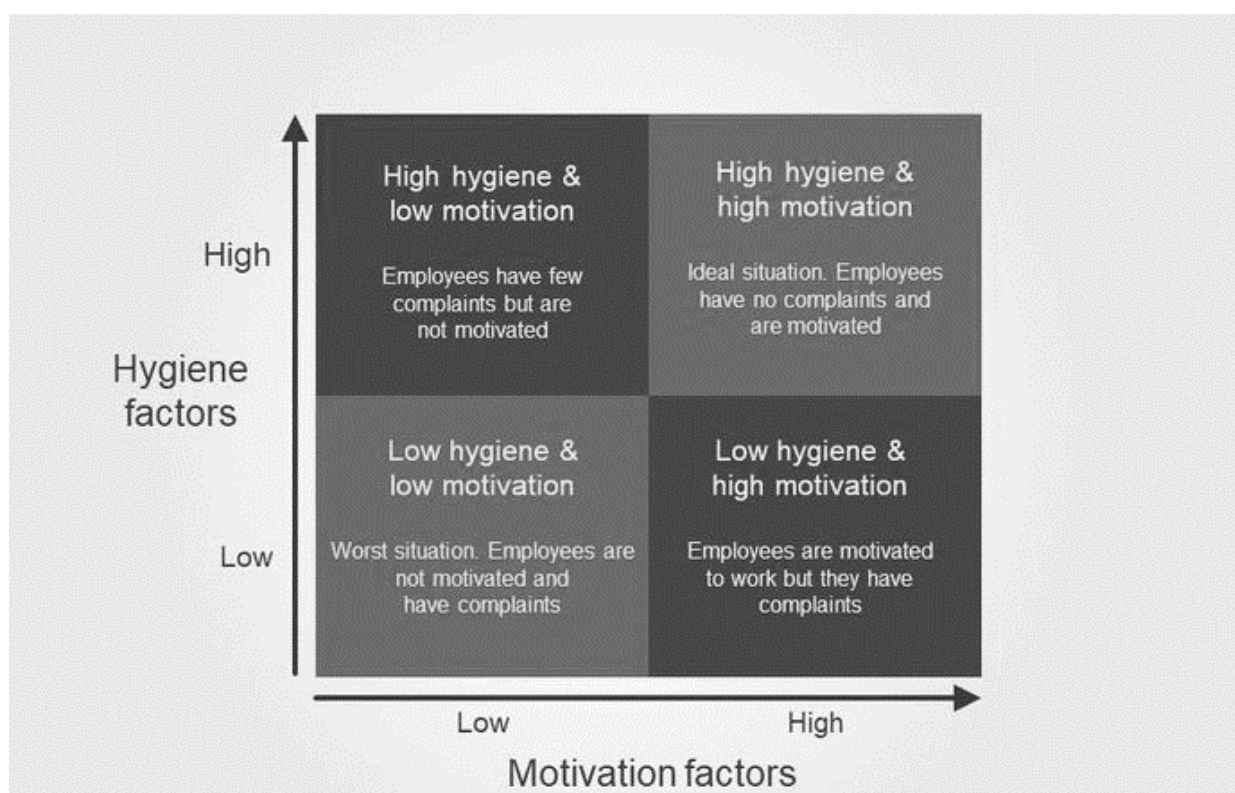 High hygiene &
low motivation
Employees have few
complaints but are
not motivated
High hygiene &
high motivation
Ideal situation. Employees
have no complaints and
are motivated
High
Hygiene
factors
Low hygiene &
low motivation
Worst situation. Employees are
not motivated and
have complaints
Low hygiene &
high motivation
Employees are motivated
to work but they have
complaints
Low
Low
High
Motivation factors